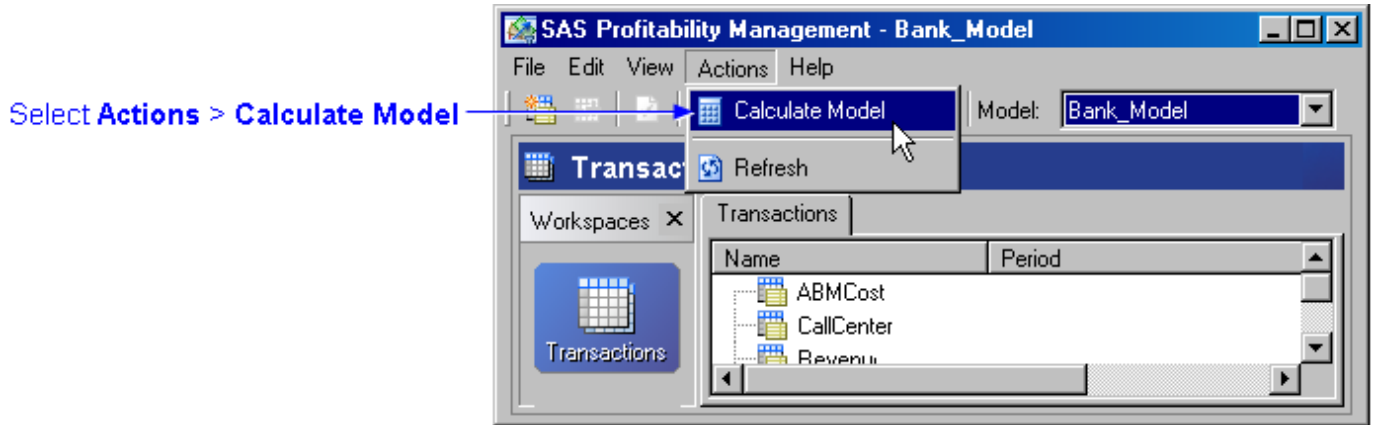 SAS Profitability Management - Bank_Model
File Edit View Actions Help
Select Actions > Calculate Model
Calculate Model
Model: Bank_Model
Transac
Refresh
Workspaces
Transactions
Name Period
ABMCost
CallCenter
Transactions